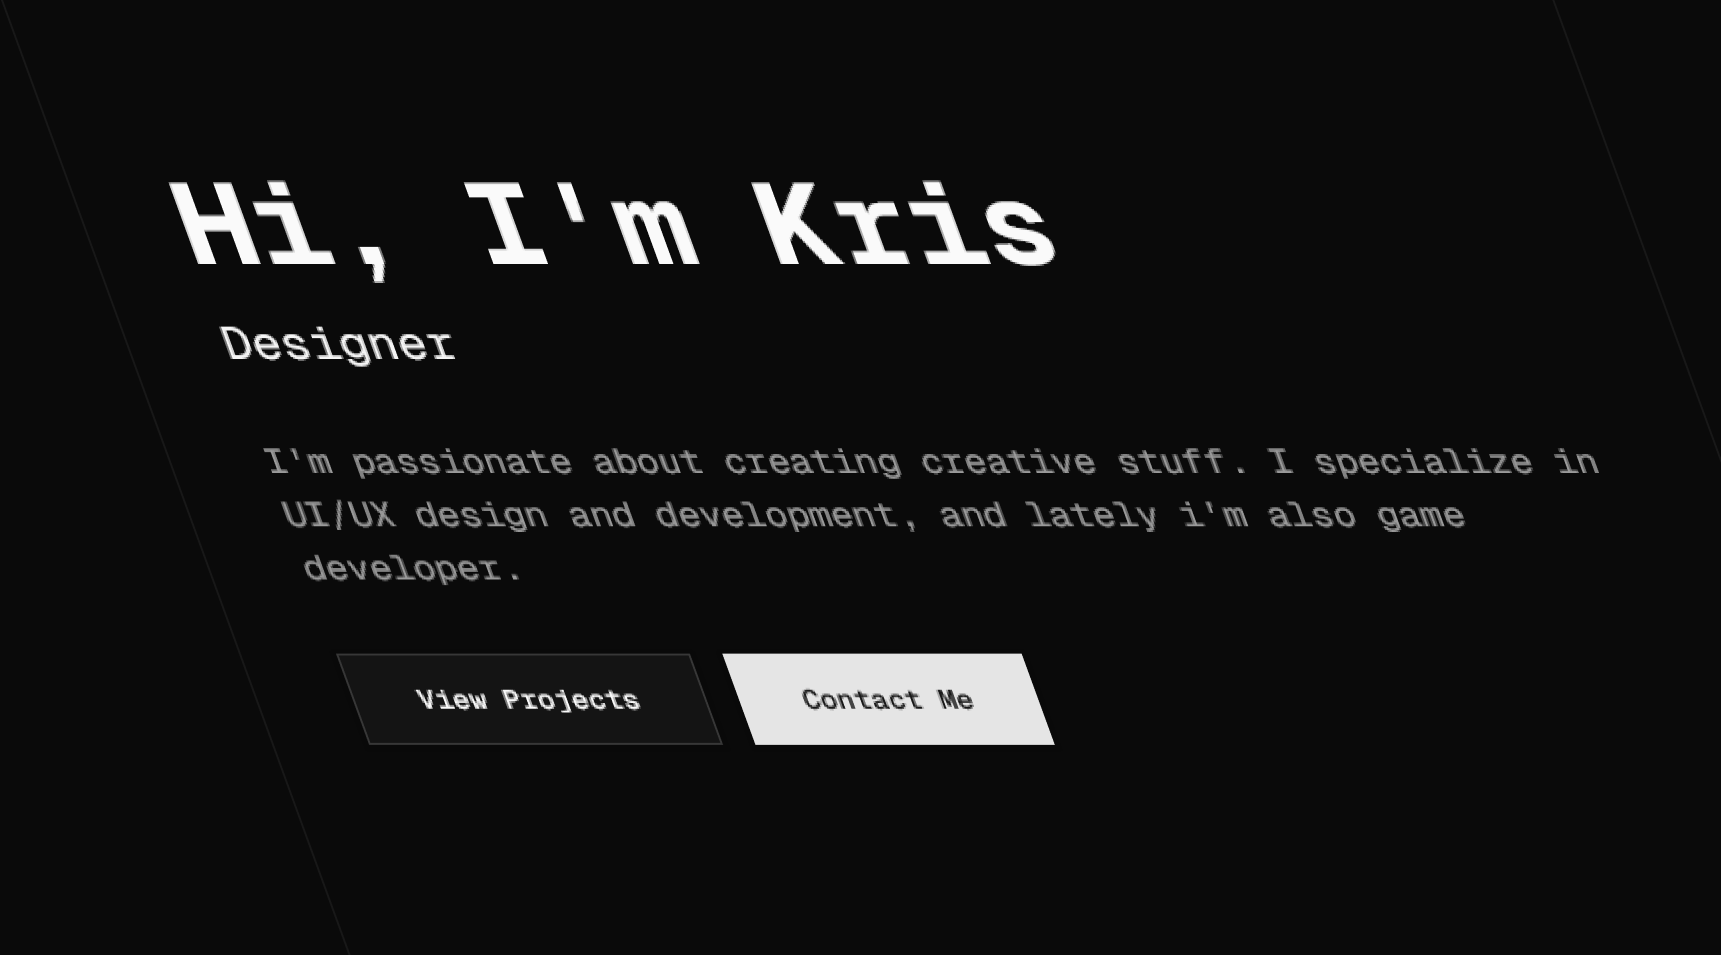 Hi, I'm Kris
Designer
I'm passionate about creating creative stuff. I specialize in
UI/UX design and development, and lately i'm also game
developer.
View Projects
Contact Me